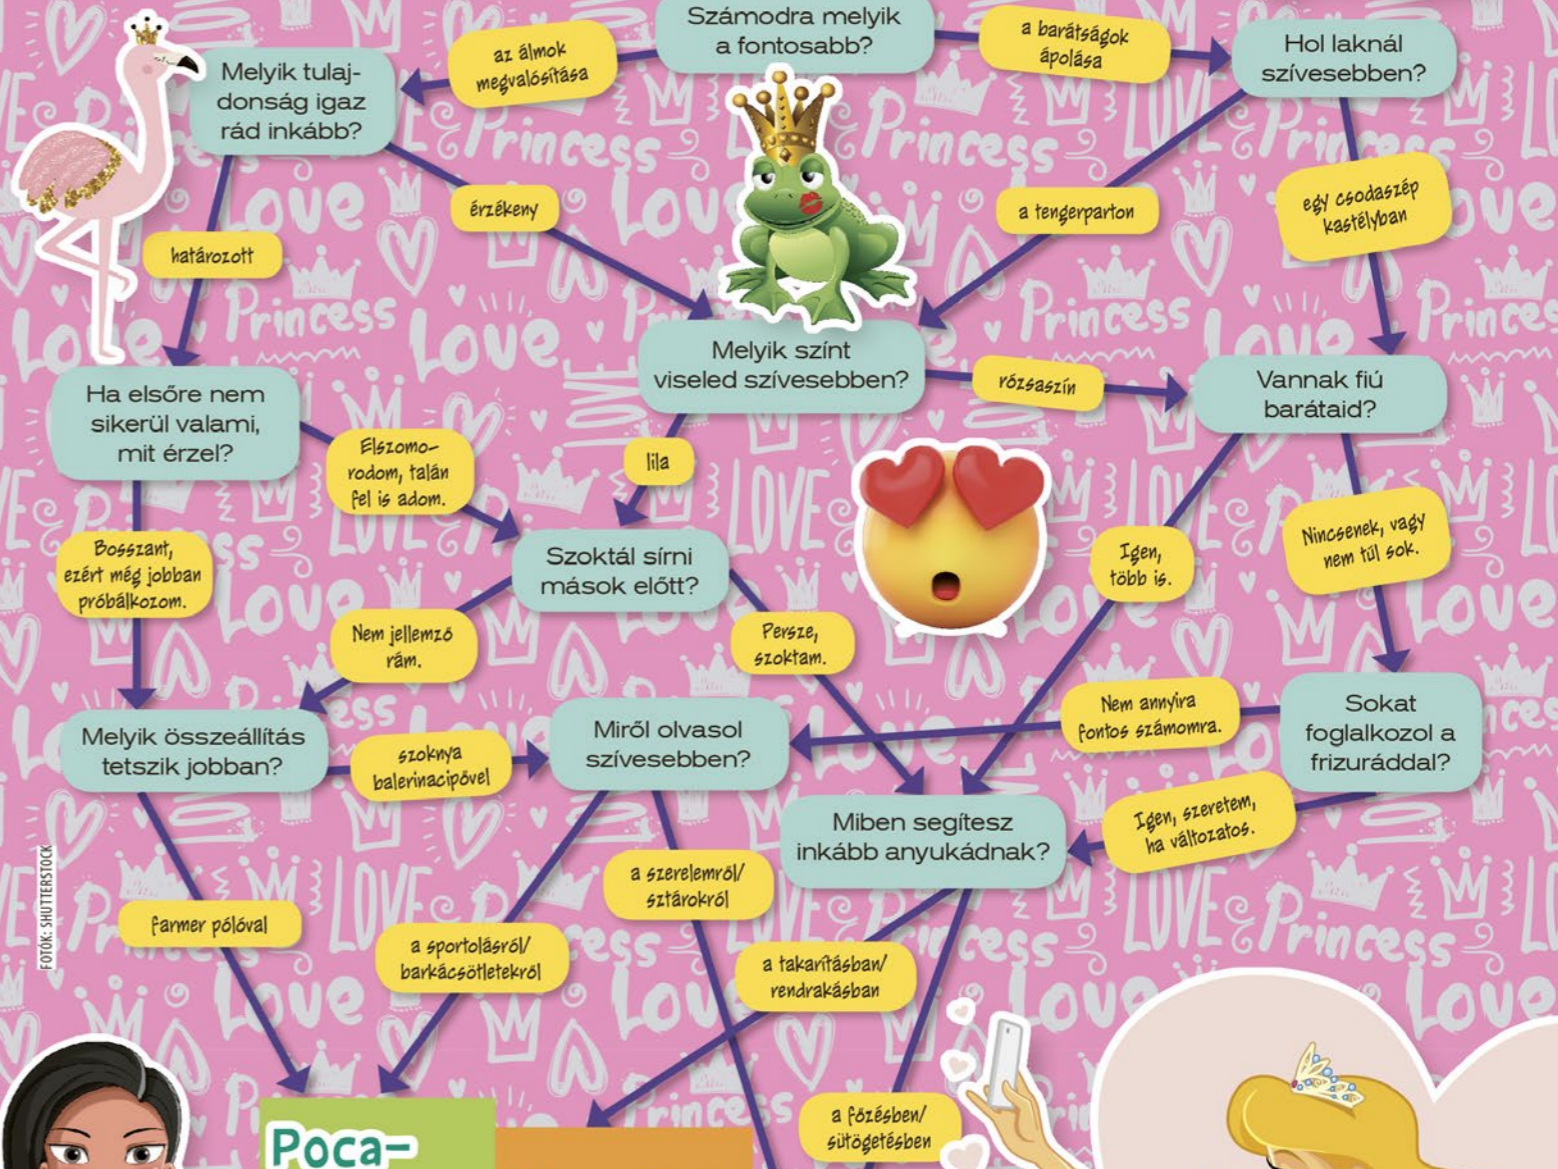 Számodra melyik
a fontosabb?
az álmok
megvalósítása
a barátságok
ápolása
Hol laknál
szívesebben?
Melyik tulaj-
donság igaz
rád inkább?
érzékeny
a tengerparton
egy csodaszép
kastélyban
határozott
Melyik színt
viseled szívesebben?
rózsaszín
Vannak fiú
barátaid?
Ha elsőre nem
sikerül valami,
mit érzel?
Elszomo-
rodom, talán
fel is adom.
lila
Bosszant,
ezért még jobban
próbálkozom.
Szoktál sírni
mások előtt?
Igen,
több is.
Nincsenek, vagy
nem túl sok.
Nem jellemző
rám.
Persze,
szoktam.
Melyik összeállítás
tetszik jobban?
szoknya
balerinacipővel
Miről olvasol
szívesebben?
Nem annyira
fontos számomra.
Sokat
foglalkozol a
frizuráddal?
Miben segítesz
inkább anyukádnak?
Igen, szeretem,
ha változatos.
a szerelemről/
sztárokról
farmer pólóval
a sportolásról/
barkácsötletekről
a takarításban/
rendrakásban
a főzésben/
sütögetésben
FOTÓK: SHUTTERSTOCK
Poca-
Love
Princess